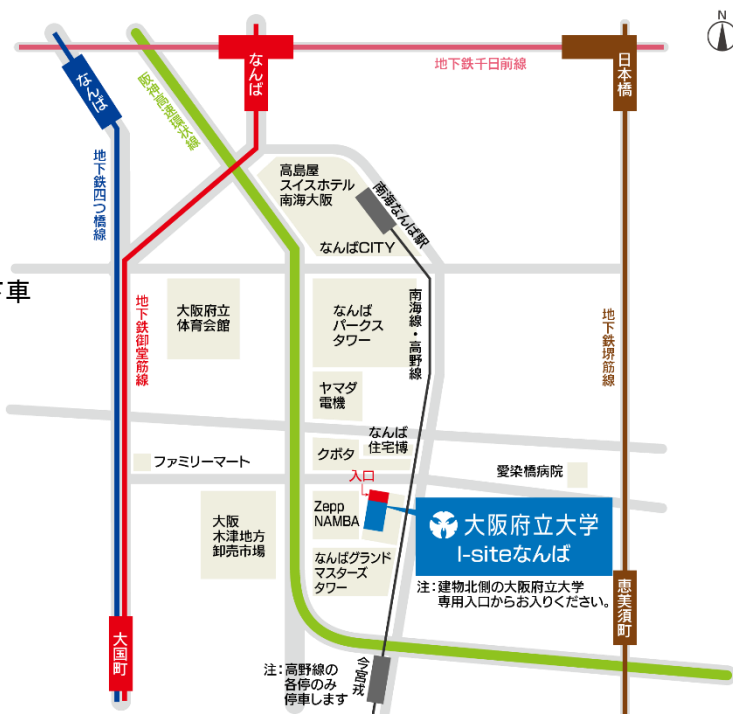 N
なんば
なんば
日本橋
地下鉄千日前線
阪神高速環状線
地下鉄四つ橋線
高島屋
スイスホテル
南海大阪
南海なんば駅
なんばCITY
下車
大阪府立
体育会館
なんば
パークス
タワー
地下鉄御堂筋線
南海線・高野線
地下鉄堺筋線
ヤマダ
電機
なんば
住宅博
クボタ
ファミリーマート
愛染橋病院
入口
大阪
木津地方
卸売市場
Zepp
NAMBA
大阪府立大学
I-siteなんば
なんばグランド
マスターズ
タワー
注:建物北側の大阪府立大学
専用入口からお入りください。
恵美須町
大国町
注:高野線の
各停のみ
停車します
今宮戎